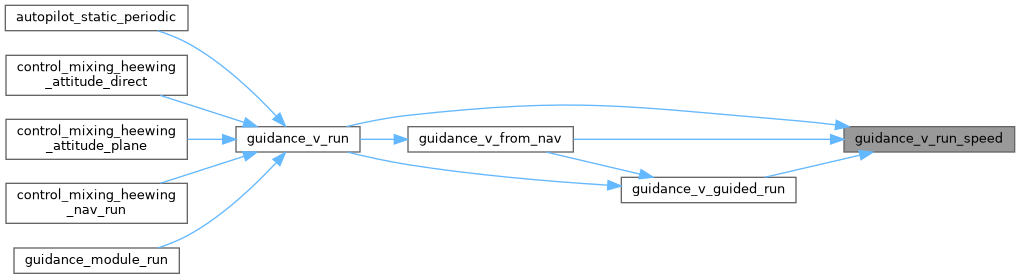 autopilot_static_periodic
control_mixing_heewing
_attitude_direct
control_mixing_heewing
_attitude_plane
control_mixing_heewing
_nav_run
guidance_module_run
guidance_v_run
guidance_v_from_nav
guidance_v_guided_run
guidance_v_run_speed